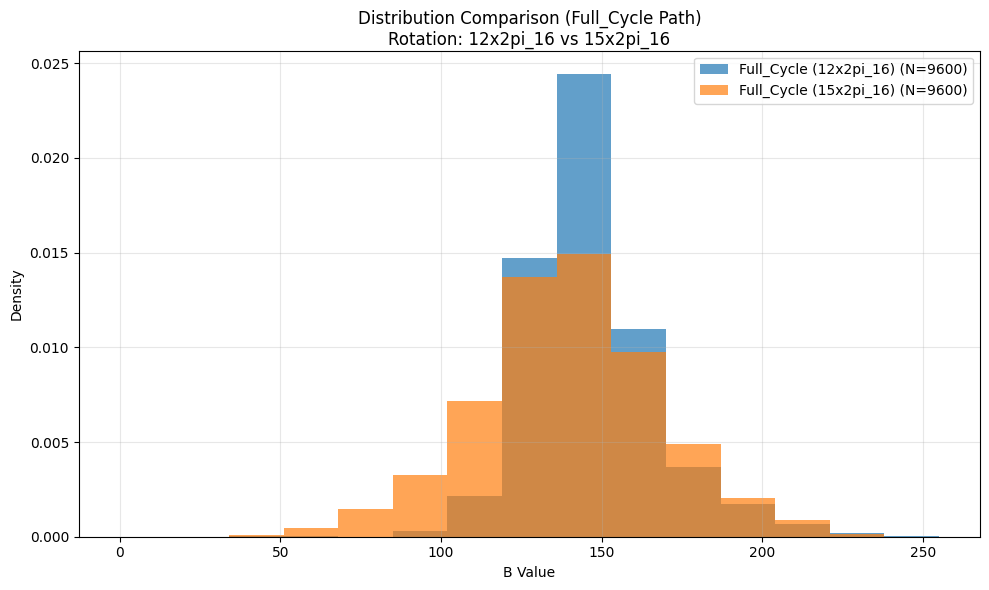 Distribution Comparison (Full_Cycle Path)
Rotation: 12x2pi_16 vs 15x2pi_16
Full_Cycle (12x2pi_16) (N=9600)
Full_Cycle (15x2pi_16) (N=9600)
0.025
0.020
0.015
0.010
0.005
0.000
Density
0 50 100 150 200 250
B Value